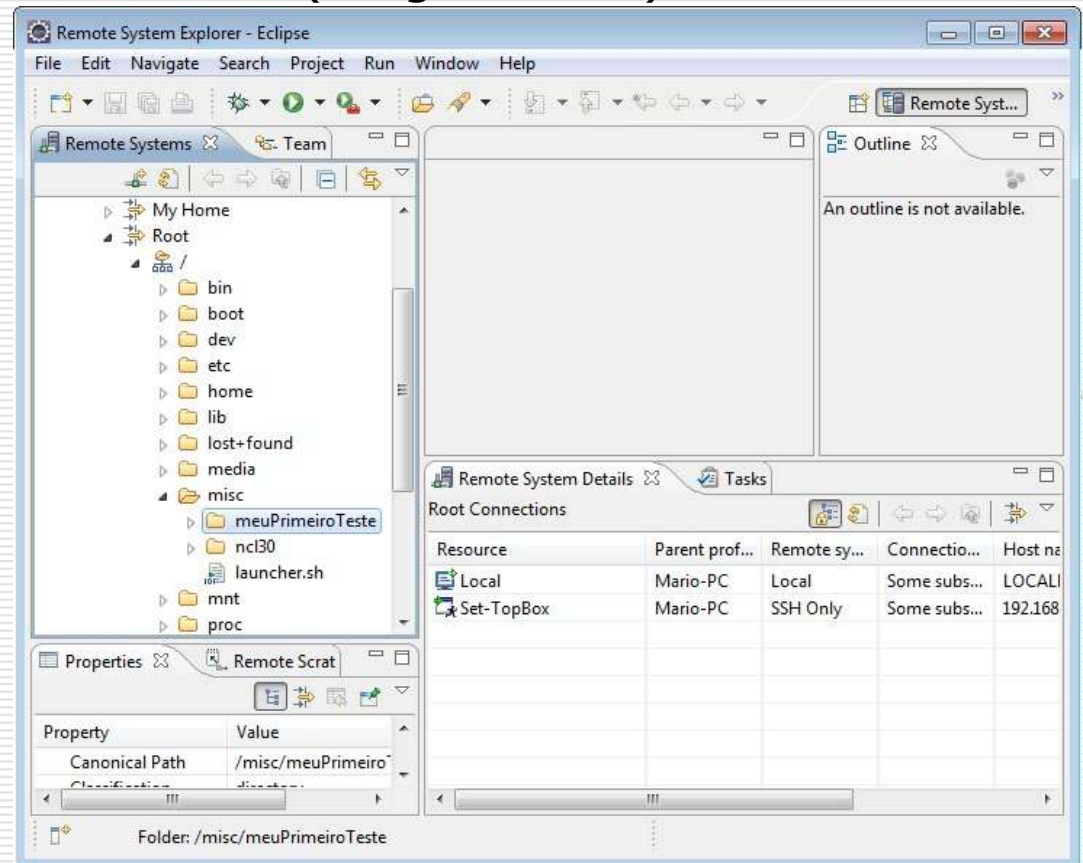 Remote System Explorer - Eclipse
File Edit Navigate Search Project Run Window Help
Remote Syst... »
Remote Systems Team
My Home
Root
/
bin
boot
dev
etc
home
lib
lost+found
media
misc
meuPrimeiroTeste
ncl30
launcher.sh
mnt
proc
Outline
An outline is not available.
Remote System Details Tasks
Root Connections
Resource Parent prof... Remote sy... Connectio... Host na
Local Mario-PC Local Some subs... LOCAL
Set-TopBox Mario-PC SSH Only Some subs... 192.168
Properties Remote Scrat
Property Value
Canonical Path /misc/meuPrimeiro
Folder: /misc/meuPrimeiroTeste